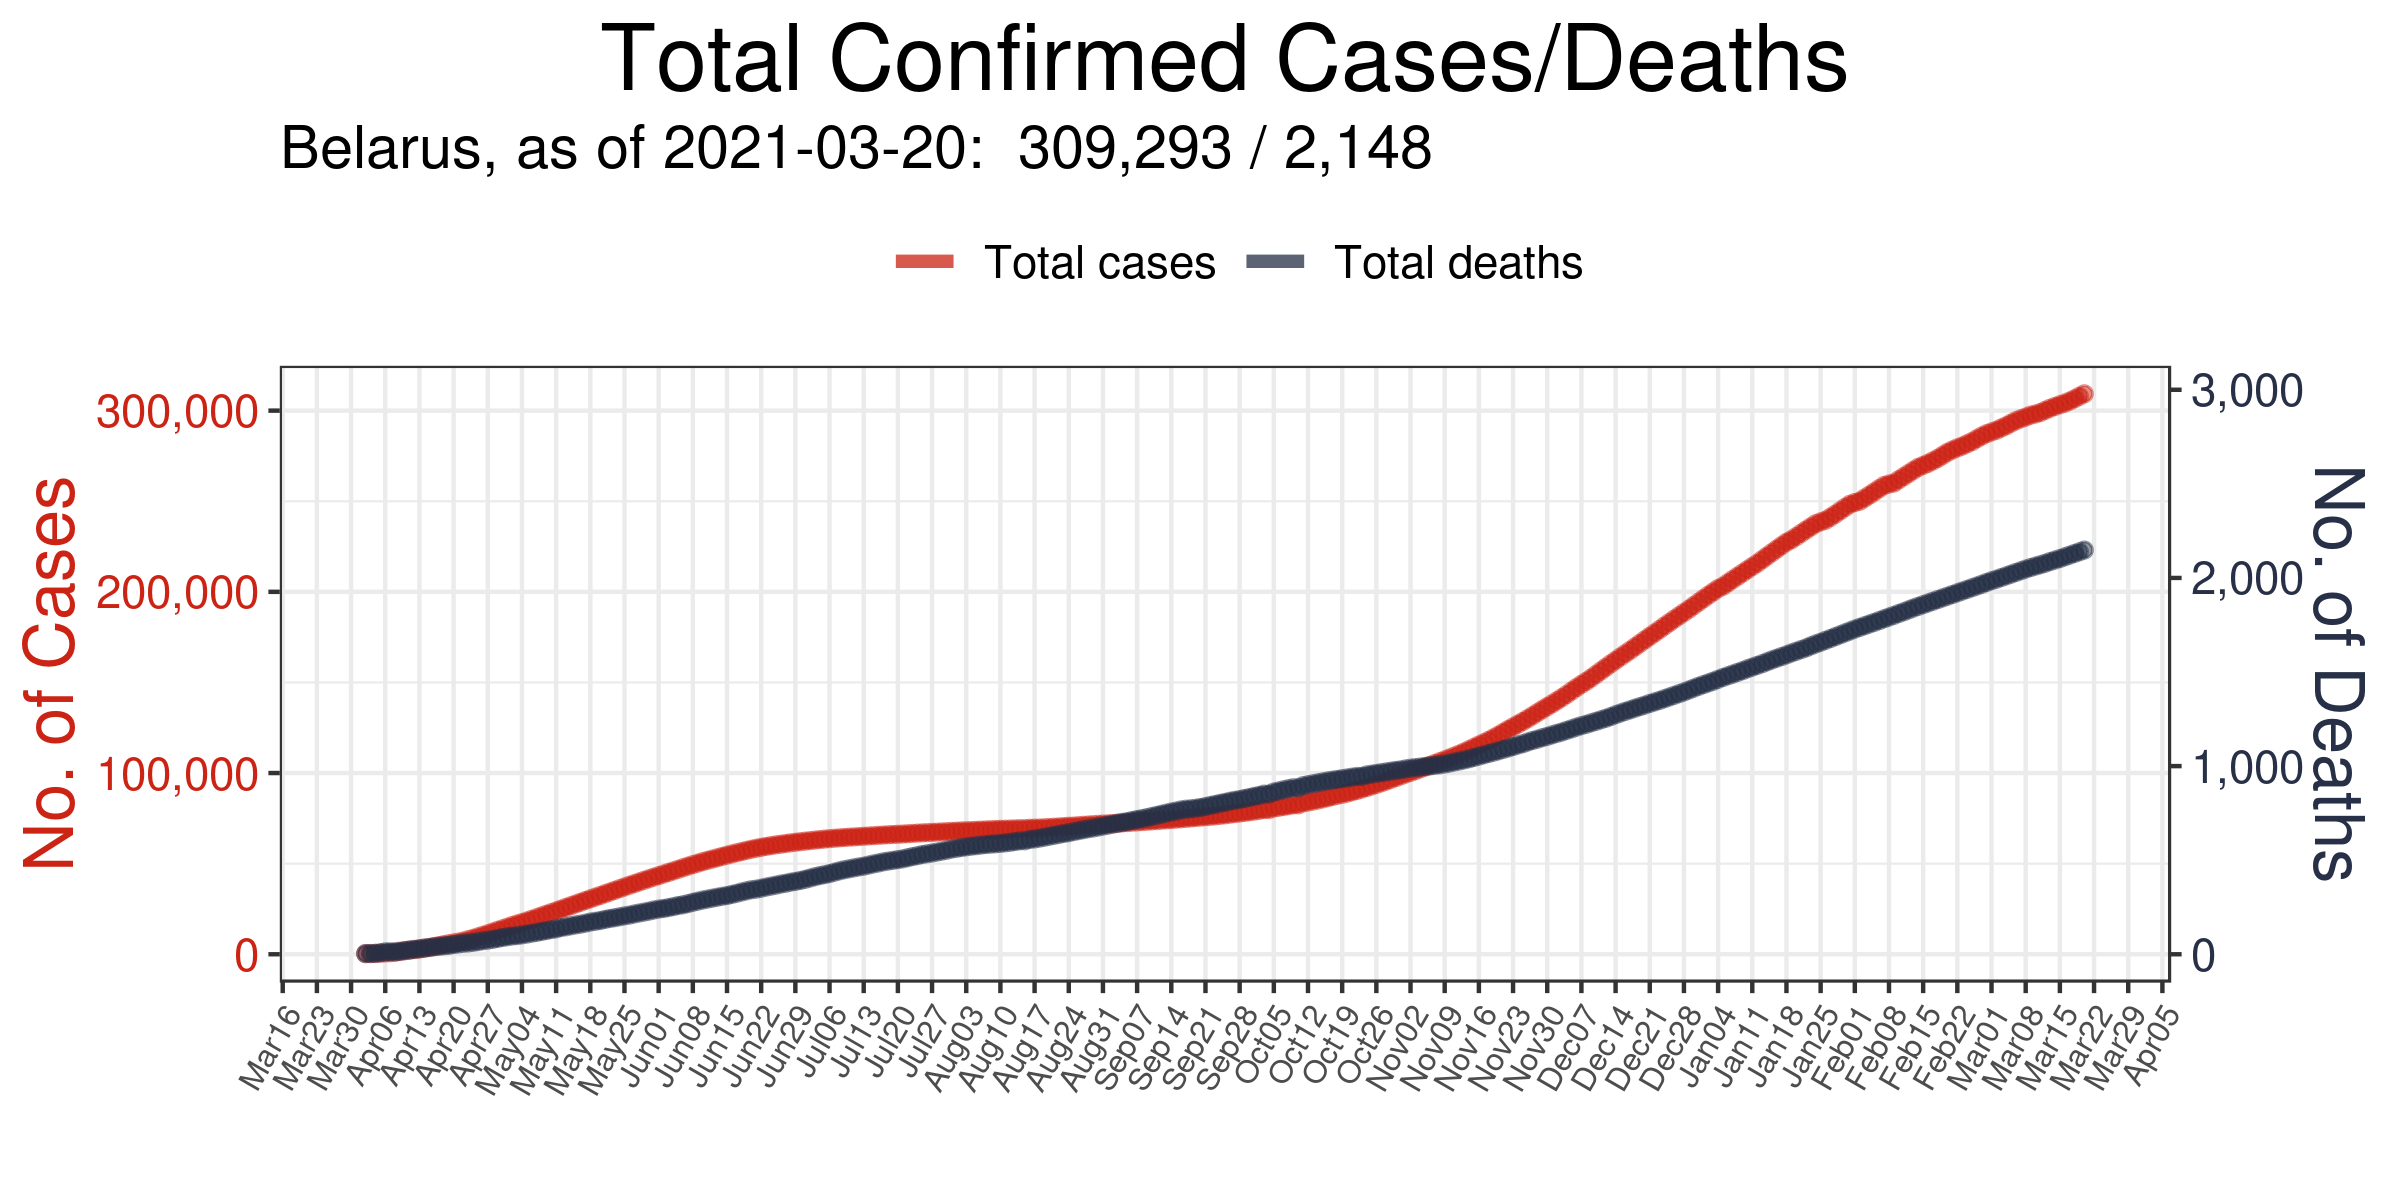 Total Confirmed Cases/Deaths
Belarus, as of 2021-03-20:  309,293 / 2,148
Total cases
Total deaths
No. of Cases
300,000
200,000
100,000
0
3,000
2,000
1,000
0
No. of Deaths
Mar16
Mar23
Mar30
Apr06
Apr13
Apr20
Apr27
May04
May11
May18
May25
Jun01
Jun08
Jun15
Jun22
Jun29
Jul06
Jul13
Jul20
Jul27
Aug03
Aug10
Aug17
Aug24
Aug31
Sep07
Sep14
Sep21
Sep28
Oct05
Oct12
Oct19
Oct26
Nov02
Nov09
Nov16
Nov23
Nov30
Dec07
Dec14
Dec21
Dec28
Jan04
Jan11
Jan18
Jan25
Feb01
Feb08
Feb15
Feb22
Mar01
Mar08
Mar15
Mar22
Mar29
Apr05